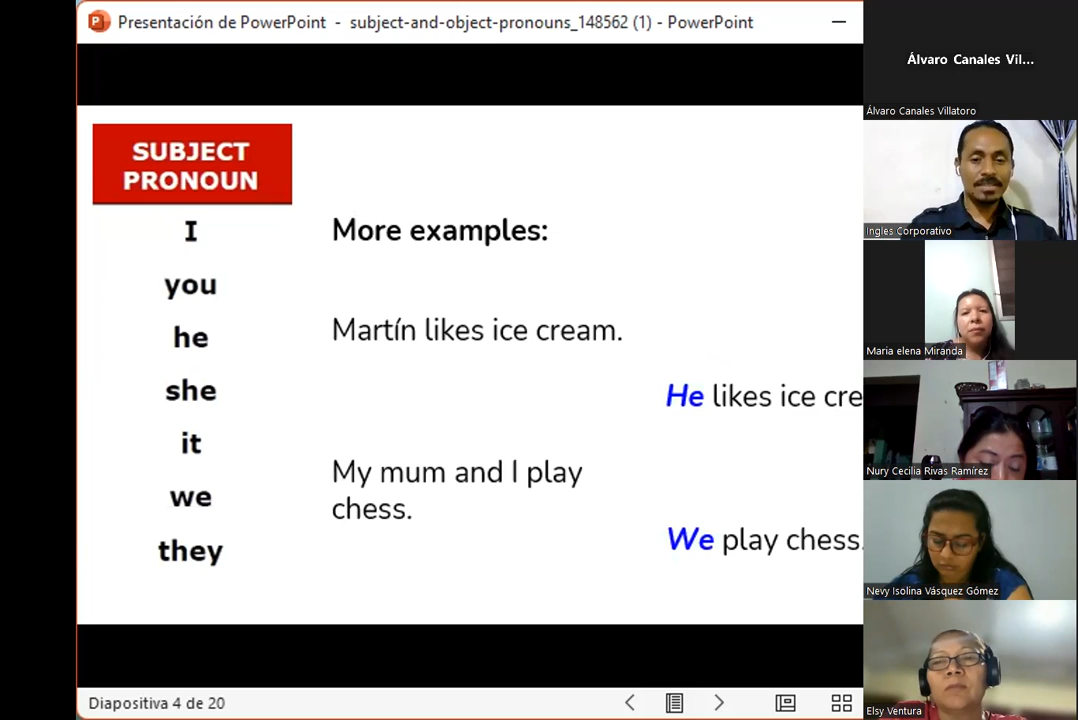 Presentación de PowerPoint - subject-and-object-pronouns_148562 (1) - PowerPoint
SUBJECT
PRONOUN
I
you
he
she
it
we
they
More examples:
Martín likes ice cream.
He likes ice cre
My mum and I play
chess.
We play chess.
Diapositiva 4 de 20
Álvaro Canales Vil...
Álvaro Canales Villatoro
Ingles Corporativo
Maria elena Miranda
Nury Cecilia Rivas Ramírez
Nevy Isolina Vásquez Gómez
Elsy Ventura